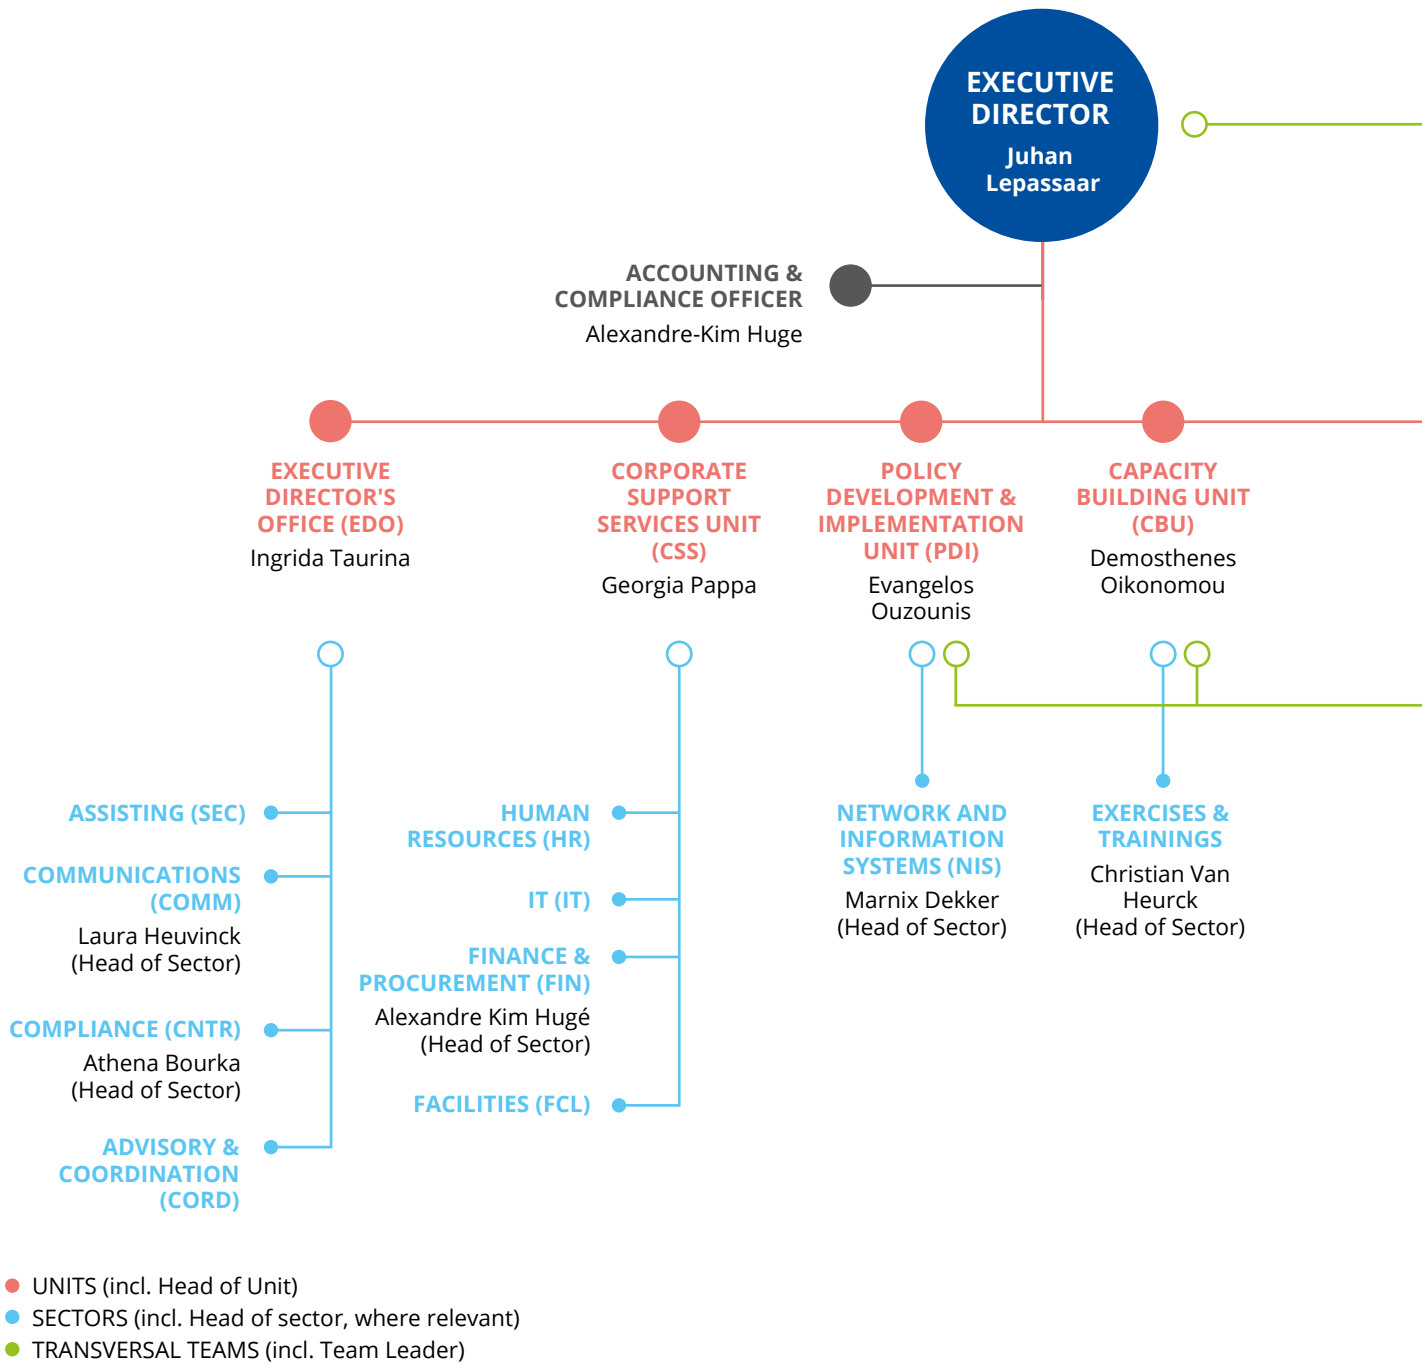 EXECUTIVE
DIRECTOR
Juhan
Lepassaar
ACCOUNTING &
COMPLIANCE OFFICER
Alexandre-Kim Huge
EXECUTIVE
DIRECTOR'S
OFFICE (EDO)
Ingrida Taurina
CORPORATE
SUPPORT
SERVICES UNIT
(CSS)
Georgia Pappa
POLICY
DEVELOPMENT &
IMPLEMENTATION
UNIT (PDI)
Evangelos
Ouzounis
CAPACITY
BUILDING UNIT
(CBU)
Demosthenes
Oikonomou
ASSISTING (SEC)
COMMUNICATIONS
(COMM)
Laura Heuvinck
(Head of Sector)
COMPLIANCE (CNTR)
Athena Bourka
(Head of Sector)
ADVISORY &
COORDINATION
(CORD)
HUMAN
RESOURCES (HR)
IT (IT)
FINANCE &
PROCUREMENT (FIN)
Alexandre Kim Hugé
(Head of Sector)
FACILITIES (FCL)
NETWORK AND
INFORMATION
SYSTEMS (NIS)
Marnix Dekker
(Head of Sector)
EXERCISES &
TRAININGS
Christian Van
Heurck
(Head of Sector)
UNITS (incl. Head of Unit)
SECTORS (incl. Head of sector, where relevant)
TRANSVERSAL TEAMS (incl. Team Leader)